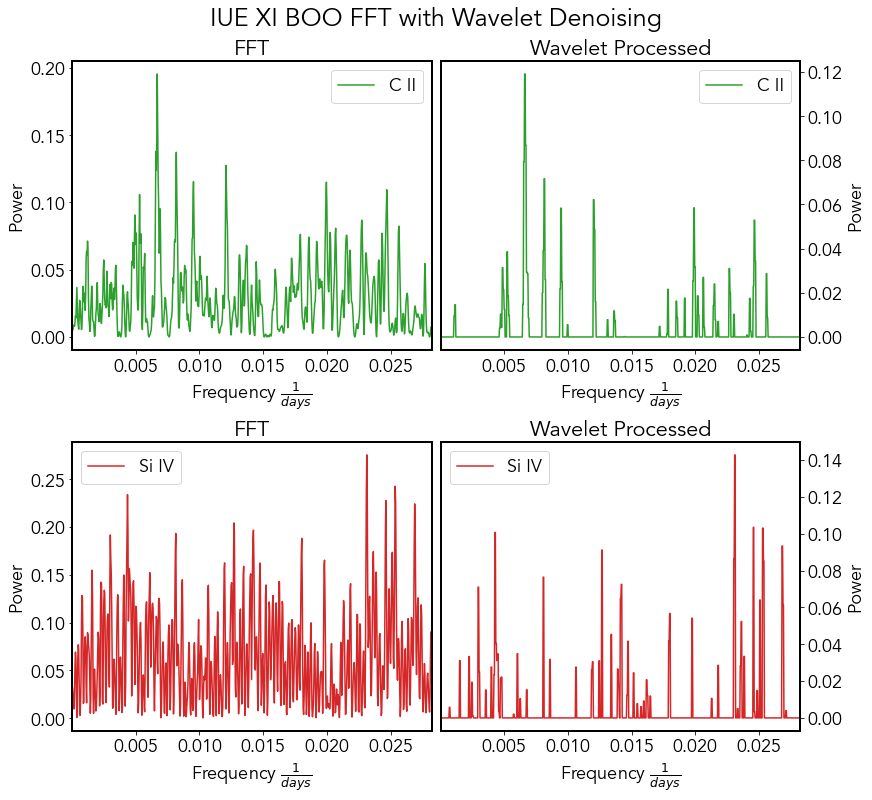 IUE XI BOO FFT with Wavelet Denoising
FFT
Wavelet Processed
0.20
0.15
0.10
0.05
0.00
Power
C II
C II
0.12
0.10
0.08
0.06
0.04
0.02
0.00
Power
0.005 0.010 0.015 0.020 0.025
0.005 0.010 0.015 0.020 0.025
Frequency 1/days
Frequency 1/days
FFT
Wavelet Processed
0.25
0.20
0.15
0.10
0.05
0.00
Power
Si IV
Si IV
0.14
0.12
0.10
0.08
0.06
0.04
0.02
0.00
Power
0.005 0.010 0.015 0.020 0.025
0.005 0.010 0.015 0.020 0.025
Frequency 1/days
Frequency 1/days